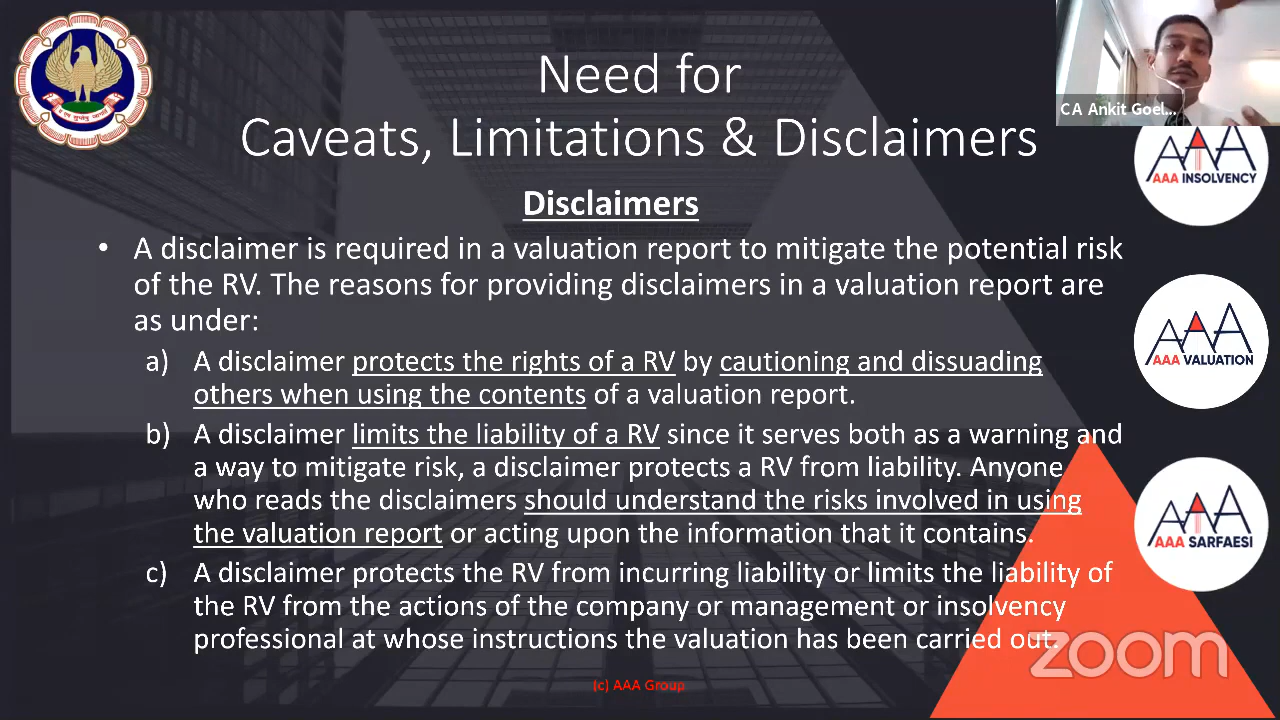 Need for
Caveats, Limitations & Disclaimers
CA Ankit Goel...
Disclaimers
• A disclaimer is required in a valuation report to mitigate the potential risk
of the RV. The reasons for providing disclaimers in a valuation report are
as under:
a) A disclaimer protects the rights of a RV by cautioning and dissuading
others when using the contents of a valuation report.
b) A disclaimer limits the liability of a RV since it serves both as a warning and
a way to mitigate risk, a disclaimer protects a RV from liability. Anyone
who reads the disclaimers should understand the risks involved in using
the valuation report or acting upon the information that it contains.
c) A disclaimer protects the RV from incurring liability or limits the liability of
the RV from the actions of the company or management or insolvency
professional at whose instructions the valuation has been carried out.
(c) AAA Group
AAA
AAA INSOLVENCY
AAA
AAA VALUATION
AAA
AAA SARFAESI
zoom